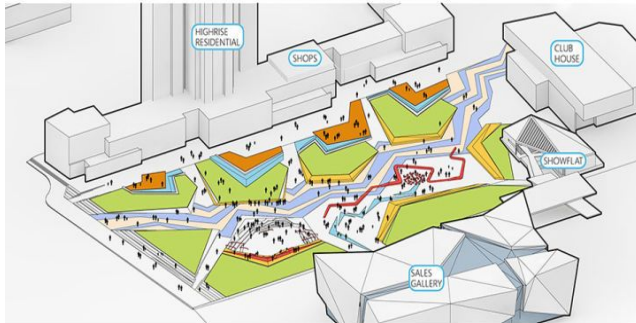 HIGHRISE
RESIDENTIAL
SHOPS
CLUB
HOUSE
SHOWFLAT
SALES
GALLERY